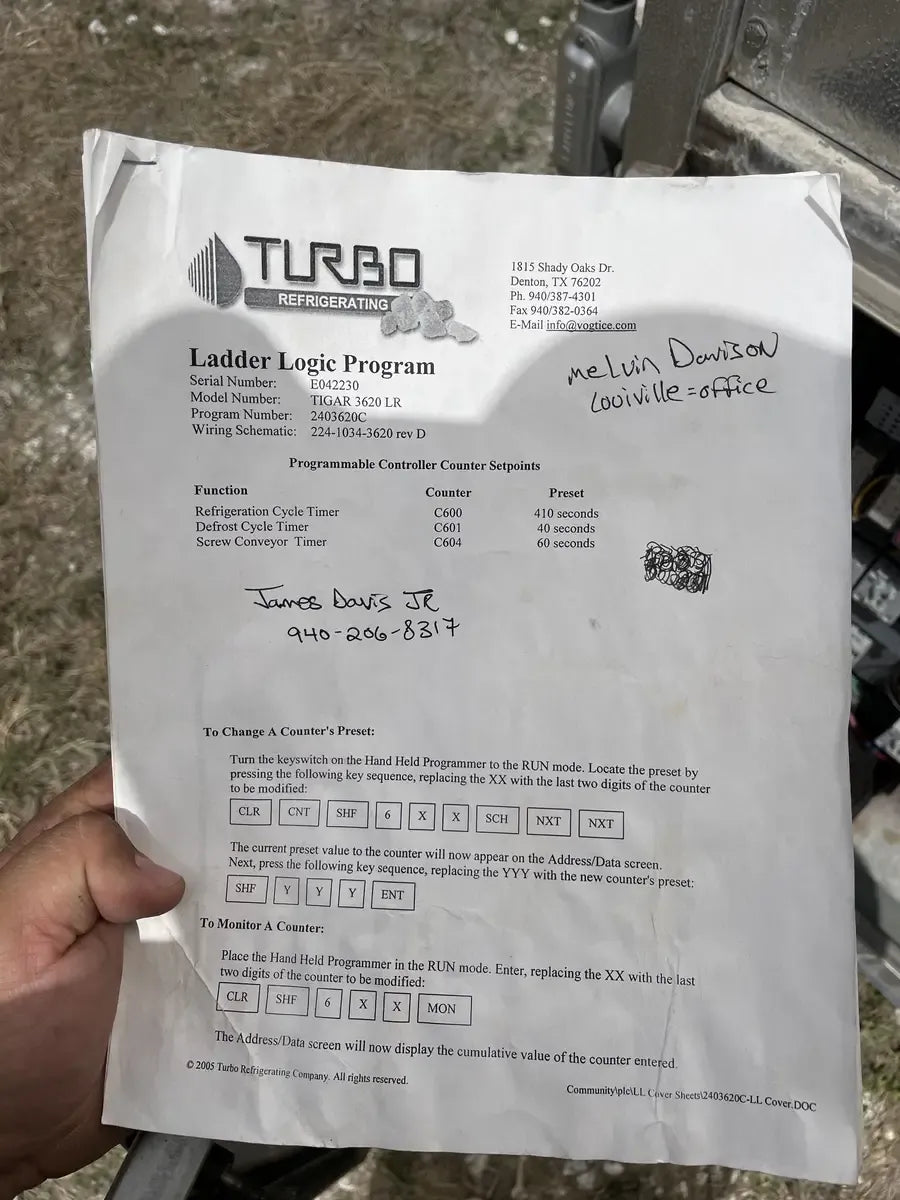 TURBO
REFRIGERATING
1815 Shady Oaks Dr.
Denton, TX 76202
Ph. 940/387-4301
Fax 940/382-0364
E-Mail info@vogtice.com
Melvin Davison
Looiville = office
Ladder Logic Program
Serial Number: E042230
Model Number: TIGAR 3620 LR
Program Number: 2403620C
Wiring Schematic: 224-1034-3620 rev D
Programmable Controller Counter Setpoints
Function Counter Preset
Refrigeration Cycle Timer C600 410 seconds
Defrost Cycle Timer C601 40 seconds
Screw Conveyor Timer C604 60 seconds
James Davis JR
940-206-8317
To Change A Counter's Preset:
Turn the keyswitch on the Hand Held Programmer to the RUN mode. Locate the preset by
pressing the following key sequence, replacing the XX with the last two digits of the counter
to be modified:
CLR CNT SHF 6 X X SCH NXT NXT
The current preset value to the counter will now appear on the Address/Data screen.
Next, press the following key sequence, replacing the YYY with the new counter's preset:
SHF Y Y Y ENT
To Monitor A Counter:
Place the Hand Held Programmer in the RUN mode. Enter, replacing the XX with the last
two digits of the counter to be modified:
CLR SHF 6 X X MON
The Address/Data screen will now display the cumulative value of the counter entered.
© 2005 Turbo Refrigerating Company. All rights reserved.
Community\plc\LL Cover Sheets\2403620C-LL Cover.DOC